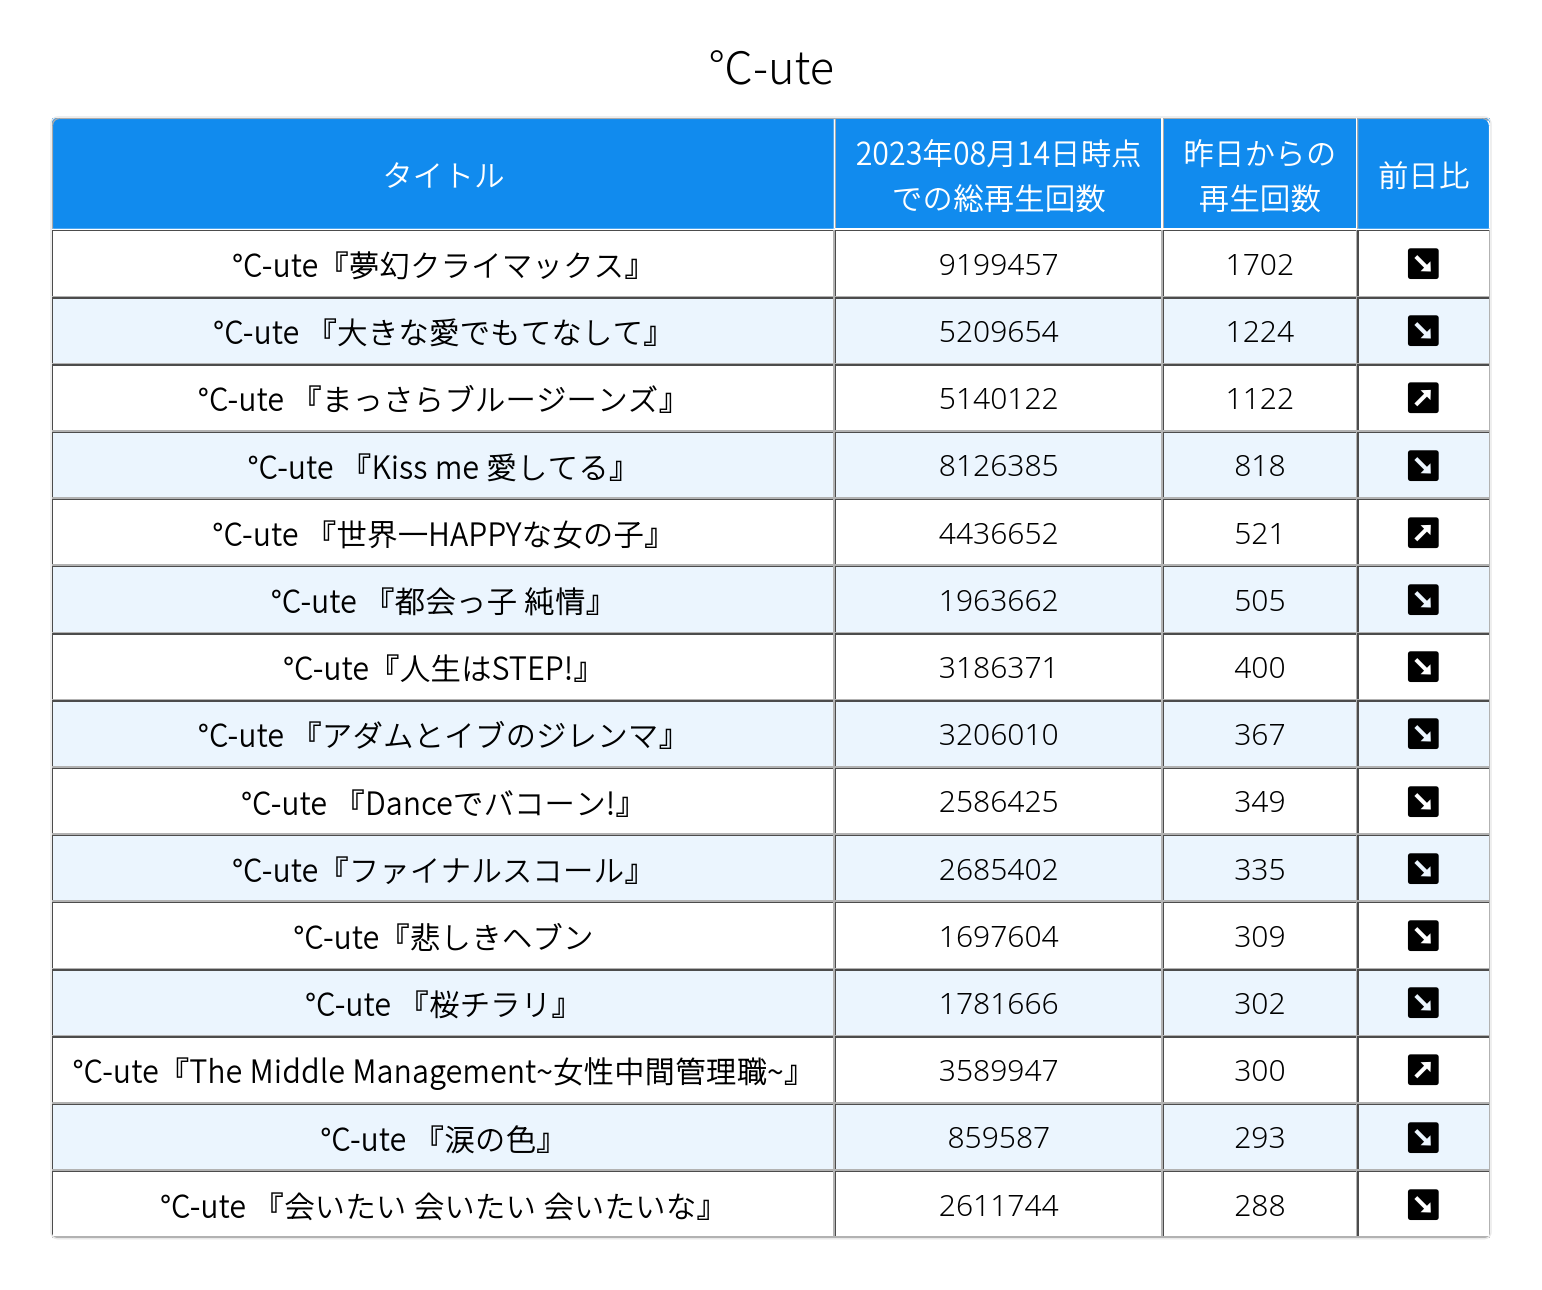 ℃-ute
タイトル
2023年08月14日時点
での総再生回数
昨日からの
再生回数
前日比
℃-ute『夢幻クライマックス』 9199457 1702 ↘
℃-ute 『大きな愛でもてなして』 5209654 1224 ↘
℃-ute 『まっさらブルージーンズ』 5140122 1122 ↗
℃-ute 『Kiss me 愛してる』 8126385 818 ↘
℃-ute 『世界一HAPPYな女の子』 4436652 521 ↗
℃-ute 『都会っ子 純情』 1963662 505 ↘
℃-ute『人生はSTEP!』 3186371 400 ↘
℃-ute 『アダムとイブのジレンマ』 3206010 367 ↘
℃-ute 『Danceでバコーン!』 2586425 349 ↘
℃-ute『ファイナルスコール』 2685402 335 ↘
℃-ute『悲しきヘブン 1697604 309 ↘
℃-ute 『桜チラリ』 1781666 302 ↘
℃-ute『The Middle Management~女性中間管理職~』 3589947 300 ↗
℃-ute 『涙の色』 859587 293 ↘
℃-ute 『会いたい 会いたい 会いたいな』 2611744 288 ↘